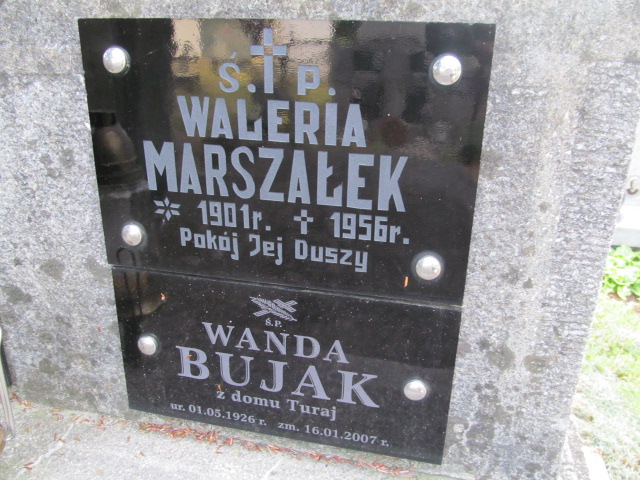 Ś. P.
WALERIA
MARSZAŁEK
1901r. 1956r.
Pokój Jej Duszy
Ś.P.
WANDA
BUJAK
z domu Turaj
ur. 01.05.1926 r. zm. 16.01.2007 r.